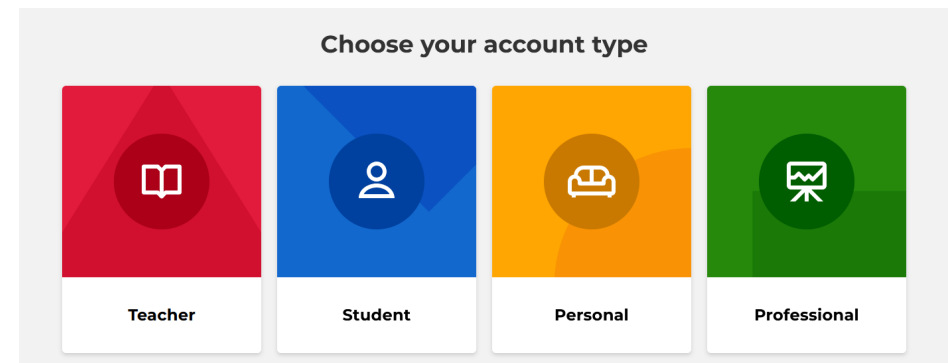 Choose your account type
Teacher
Student
Personal
Professional